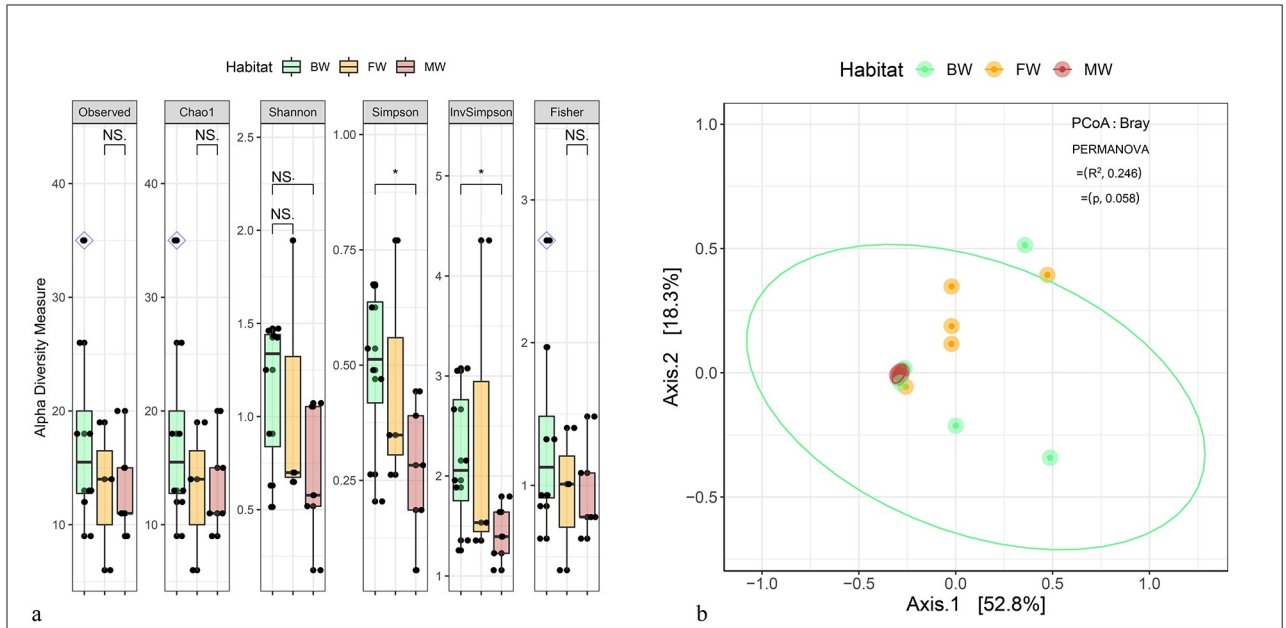 Habitat BW FW MW
Observed Chao1 Shannon Simpson InvSimpson Fisher
NS. NS. NS. NS. * * NS.
Alpha Diversity Measure
40 30 20 10
40 30 20 10
2.5 2.0 1.5 1.0 0.5
1.00 0.75 0.50 0.25
5 4 3 2 1
3 2 1
a
Habitat BW FW MW
PCoA : Bray
PERMANOVA
=(R², 0.246)
=(p, 0.058)
Axis.2 [18.3%]
1.0
0.5
0.0
−0.5
−1.0 −0.5 0.0 0.5 1.0
Axis.1 [52.8%]
b